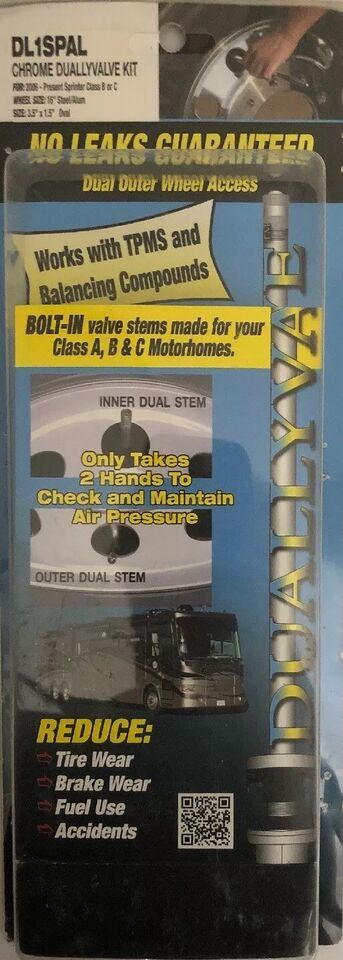 DL1SPAL
CHROME DUALLYVALVE KIT
FOR: 2006 - Present Sprinter Class B or C
WHEEL SIZE: 16" Steel/Alum
SIZE: 3.5" x 1.5" Oval
NO LEAKS GUARANTEED
Dual Outer Wheel Access
Works with TPMS and
Balancing Compounds
BOLT-IN valve stems made for your
Class A, B & C Motorhomes.
INNER DUAL STEM
Only Takes
2 Hands To
Check and Maintain
Air Pressure
OUTER DUAL STEM
DUALLYVALVE
REDUCE:
Tire Wear
Brake Wear
Fuel Use
Accidents